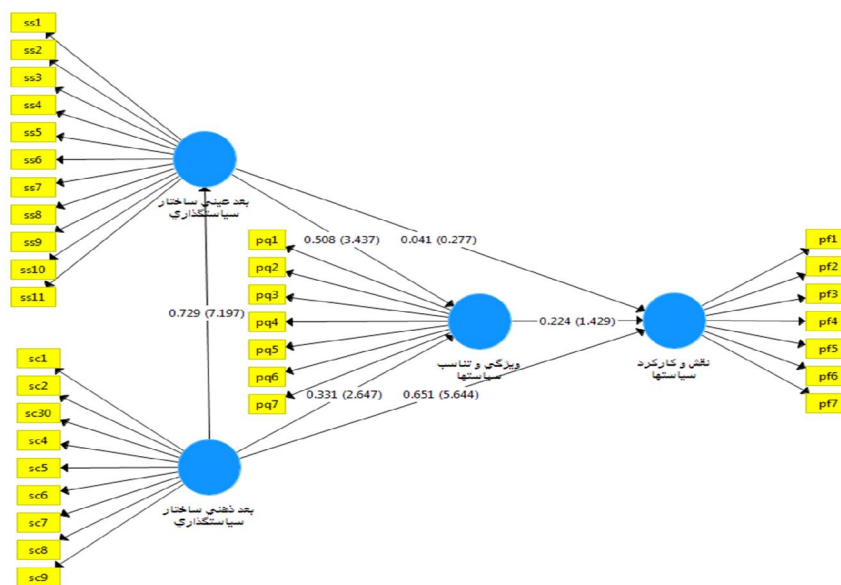 ss1
ss2
ss3
ss4
ss5
ss6
ss7
ss8
ss9
ss10
ss11
بعد عيني ساختار
سياستگذاري
0.508 (3.437)
0.041 (0.277)
0.729 (7.197)
pq1
pq2
pq3
pq4
pq5
pq6
pq7
ويژگي و تناسب
سياستها
0.224 (1.429)
0.331 (2.647)
0.651 (5.644)
pf1
pf2
pf3
pf4
pf5
pf6
pf7
نقش و کارکرد
سياستها
sc1
sc2
sc30
sc4
sc5
sc6
sc7
sc8
sc9
بعد ذهني ساختار
سياستگذاري